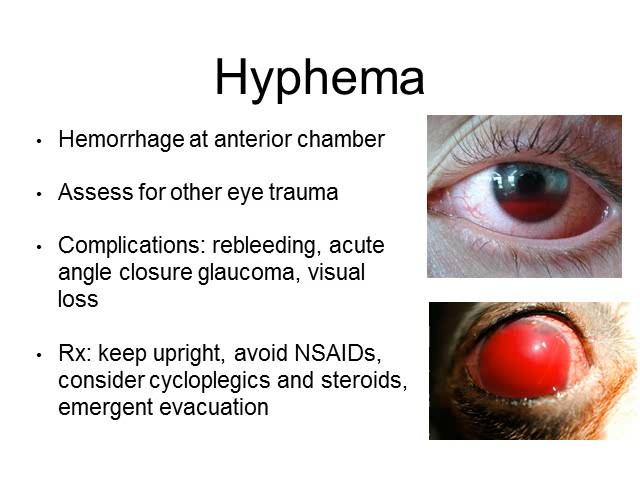 Hyphema
• Hemorrhage at anterior chamber
• Assess for other eye trauma
• Complications: rebleeding, acute
angle closure glaucoma, visual
loss
• Rx: keep upright, avoid NSAIDs,
consider cycloplegics and steroids,
emergent evacuation